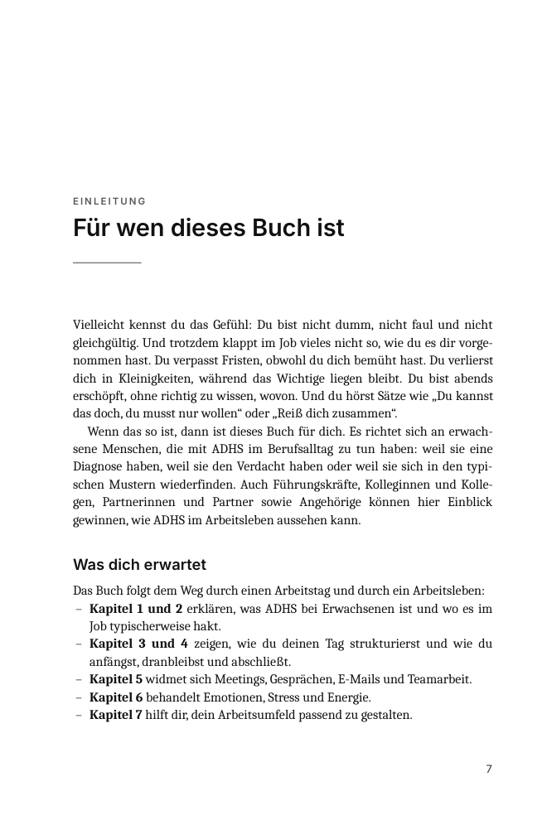 EINLEITUNG
Für wen dieses Buch ist
Vielleicht kennst du das Gefühl: Du bist nicht dumm, nicht faul und nicht
gleichgültig. Und trotzdem klappt im Job vieles nicht so, wie du es dir vorge-
nommen hast. Du verpasst Fristen, obwohl du dich bemüht hast. Du verlierst
dich in Kleinigkeiten, während das Wichtige liegen bleibt. Du bist abends
erschöpft, ohne richtig zu wissen, wovon. Und du hörst Sätze wie „Du kannst
das doch, du musst nur wollen“ oder „Reiß dich zusammen“.
Wenn das so ist, dann ist dieses Buch für dich. Es richtet sich an erwach-
sene Menschen, die mit ADHS im Berufsalltag zu tun haben: weil sie eine
Diagnose haben, weil sie den Verdacht haben oder weil sie sich in den typi-
schen Mustern wiederfinden. Auch Führungskräfte, Kolleginnen und Kolle-
gen, Partnerinnen und Partner sowie Angehörige können hier Einblick
gewinnen, wie ADHS im Arbeitsleben aussehen kann.
Was dich erwartet
Das Buch folgt dem Weg durch einen Arbeitstag und durch ein Arbeitsleben:
– Kapitel 1 und 2 erklären, was ADHS bei Erwachsenen ist und wo es im
Job typischerweise hakt.
– Kapitel 3 und 4 zeigen, wie du deinen Tag strukturierst und wie du
anfängst, dranbleibst und abschließt.
– Kapitel 5 widmet sich Meetings, Gesprächen, E-Mails und Teamarbeit.
– Kapitel 6 behandelt Emotionen, Stress und Energie.
– Kapitel 7 hilft dir, dein Arbeitsumfeld passend zu gestalten.
7